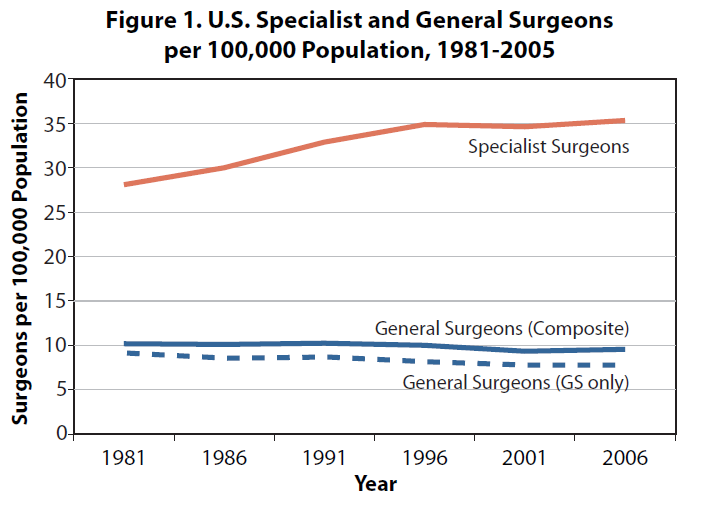 Figure 1. U.S. Specialist and General Surgeons
per 100,000 Population, 1981-2005
Surgeons per 100,000 Population
40
35
30
25
20
15
10
5
0
Specialist Surgeons
General Surgeons (Composite)
General Surgeons (GS only)
1981 1986 1991 1996 2001 2006
Year